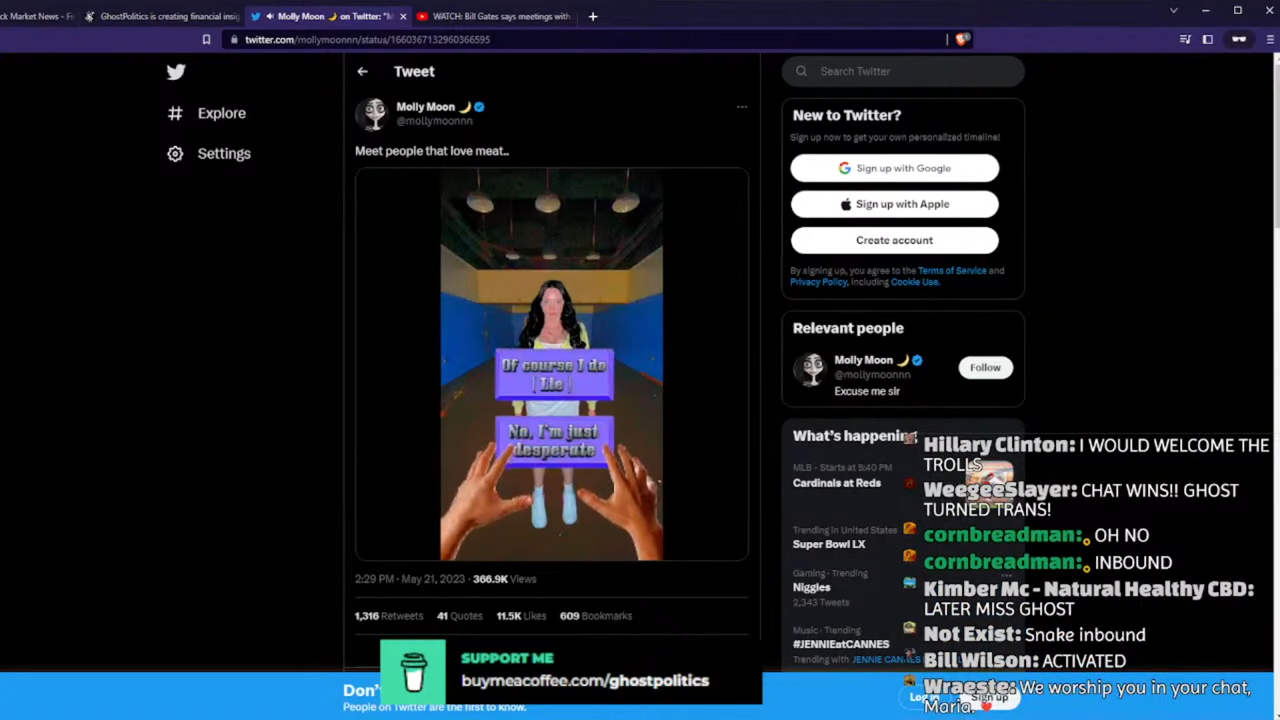 ck Market News - Fi
GhostPolitics is creating financial insig
Molly Moon 🌙 on Twitter: "M
WATCH: Bill Gates says meetings with
twitter.com/mollymoonnn/status/1660367132960366595
Explore
Settings
Tweet
Molly Moon 🌙
@mollymoonnn
Meet people that love meat..
Of course I do
[ Lie ]
No, I'm just
desperate
2:29 PM · May 21, 2023 · 366.9K Views
1,316 Retweets 41 Quotes 11.5K Likes 609 Bookmarks
Search Twitter
New to Twitter?
Sign up now to get your own personalized timeline!
Sign up with Google
Sign up with Apple
Create account
By signing up, you agree to the Terms of Service and
Privacy Policy, including Cookie Use.
Relevant people
Molly Moon 🌙
@mollymoonnn
Follow
Excuse me sir
What's happening
MLB - Starts at 5:40 PM
Cardinals at Reds
Trending in United States
Super Bowl LX
Gaming · Trending
Niggles
2,343 Tweets
Music · Trending
#JENNIEatCANNES
Trending with JENNIE CANNES
Hillary Clinton: I WOULD WELCOME THE
TROLLS
WeegeeSlayer: CHAT WINS!! GHOST
TURNED TRANS!
cornbreadman: OH NO
cornbreadman: INBOUND
Kimber Mc - Natural Healthy CBD:
LATER MISS GHOST
Not Exist: Snake inbound
Bill Wilson: ACTIVATED
Wraeste: We worship you in your chat,
Maria.
SUPPORT ME
buymeacoffee.com/ghostpolitics
Don'
People on Twitter are the first to know.
Log in
Sign up